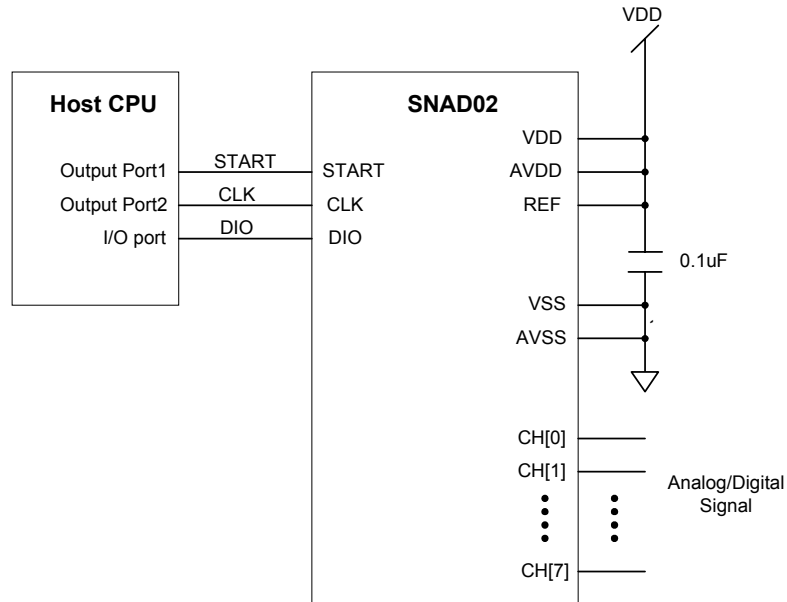 VDD
Host CPU
SNAD02
Output Port1
START
START
Output Port2
CLK
CLK
I/O port
DIO
DIO
VDD
AVDD
REF
0.1uF
VSS
AVSS
CH[0]
CH[1]
Analog/Digital
Signal
CH[7]